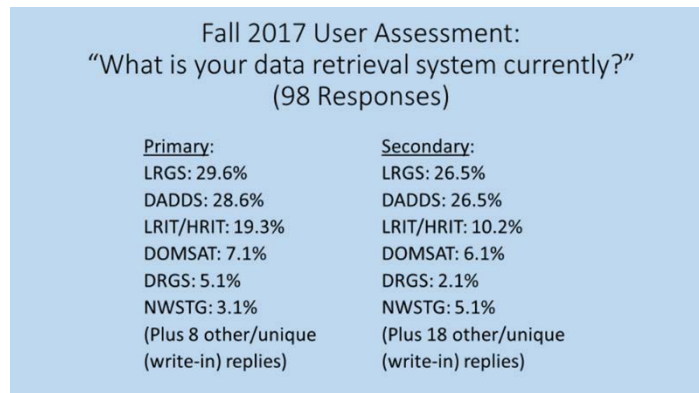 Fall 2017 User Assessment:
“What is your data retrieval system currently?”
(98 Responses)
Primary:
LRGS: 29.6%
DADDS: 28.6%
LRIT/HRIT: 19.3%
DOMSAT: 7.1%
DRGS: 5.1%
NWSTG: 3.1%
(Plus 8 other/unique
(write-in) replies)
Secondary:
LRGS: 26.5%
DADDS: 26.5%
LRIT/HRIT: 10.2%
DOMSAT: 6.1%
DRGS: 2.1%
NWSTG: 5.1%
(Plus 18 other/unique
(write-in) replies)